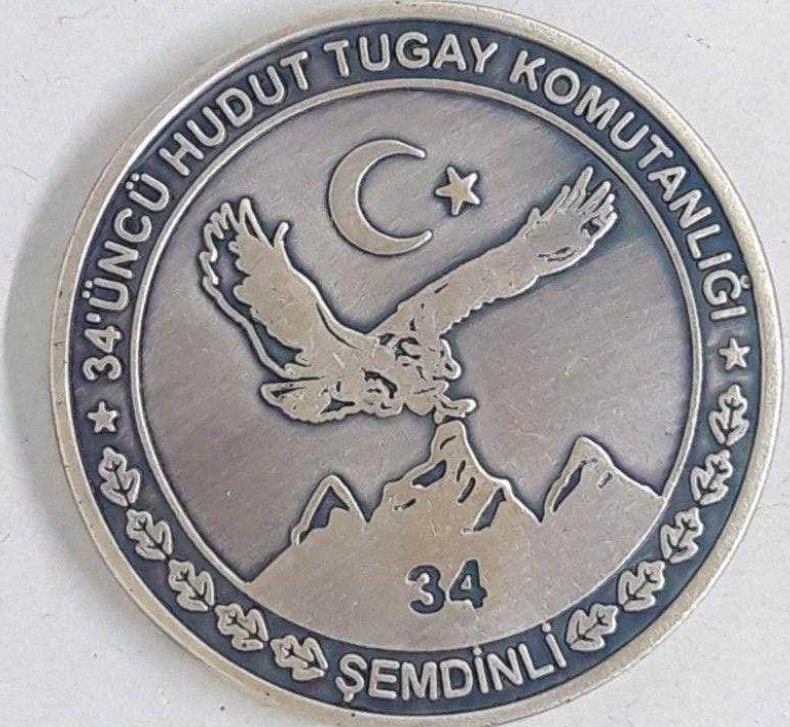 34'ÜNCÜ HUDUT TUGAY KOMUTANLIĞI
34
ŞEMDİNLİ